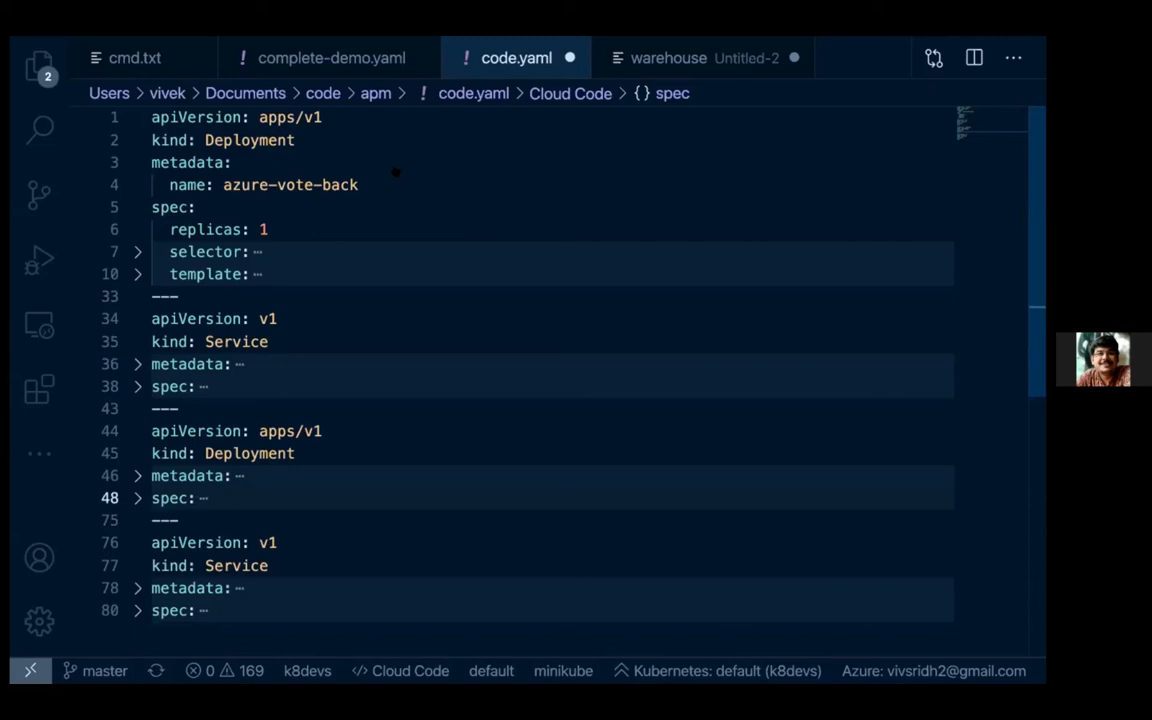 cmd.txt ! complete-demo.yaml ! code.yaml warehouse Untitled-2 ···
2 Users > vivek > Documents > code > apm > ! code.yaml > Cloud Code > {} spec
1 apiVersion: apps/v1
2 kind: Deployment
3 metadata:
4 name: azure-vote-back
5 spec:
6 replicas: 1
7 > selector: ···
10 > template: ···
33 ---
34 apiVersion: v1
35 kind: Service
36 > metadata: ···
38 > spec: ···
43 ---
44 apiVersion: apps/v1
45 kind: Deployment
46 > metadata: ···
48 > spec: ···
75 ---
76 apiVersion: v1
77 kind: Service
78 > metadata: ···
80 > spec: ···
master 0 169 k8devs </> Cloud Code default minikube Kubernetes: default (k8devs) Azure: vivsridh2@gmail.com